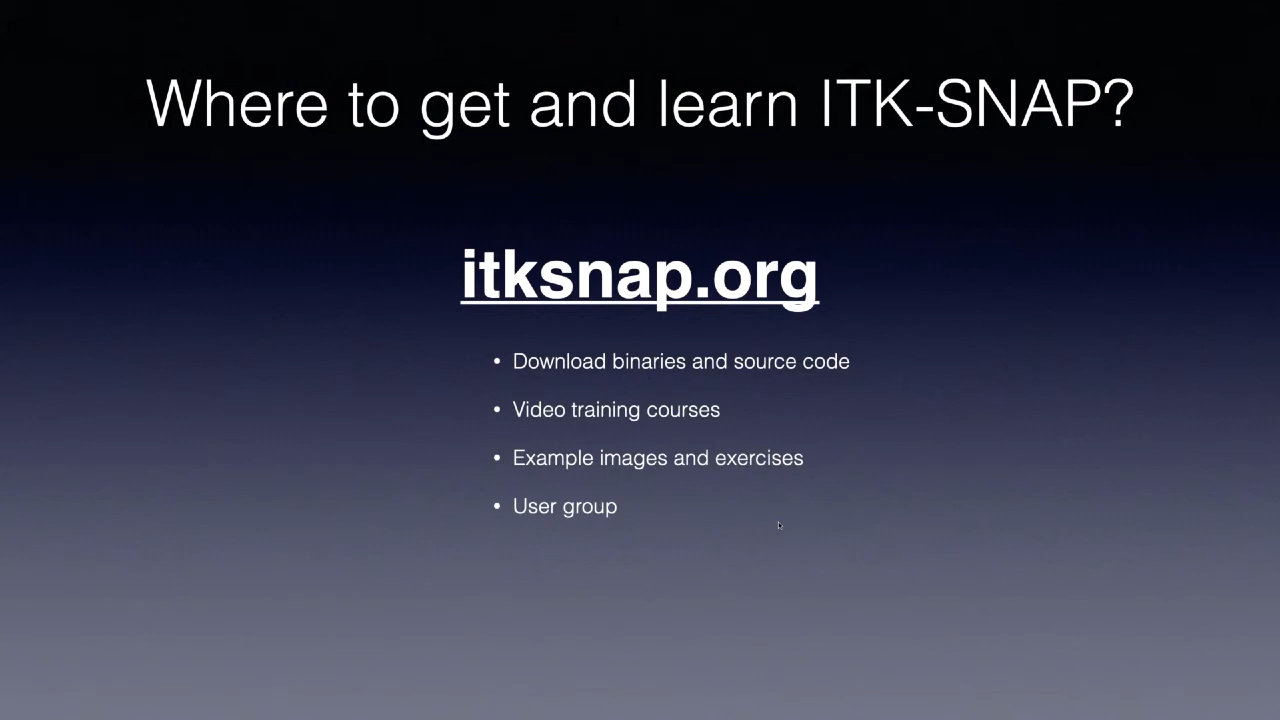 Where to get and learn ITK-SNAP?
itksnap.org
• Download binaries and source code
• Video training courses
• Example images and exercises
• User group